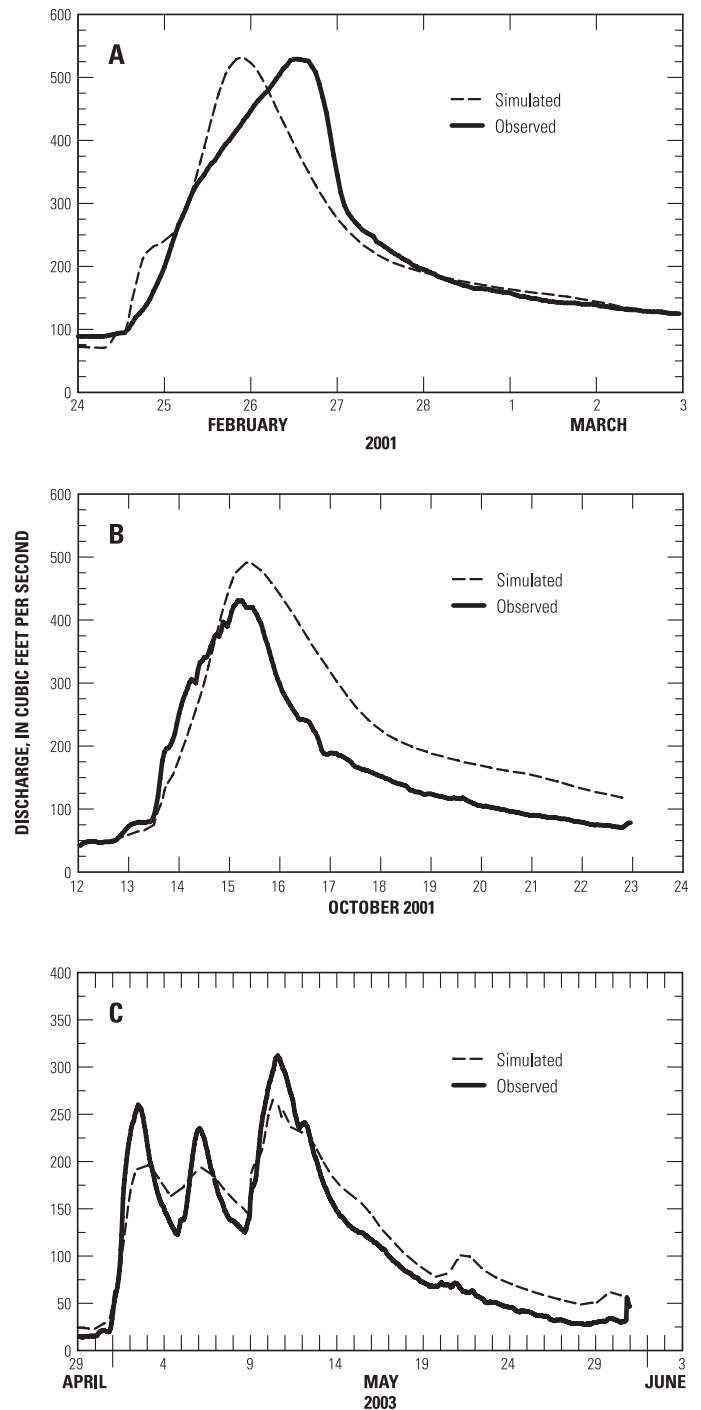 A
600
500
400
300
200
100
0
Simulated
Observed
24 25 26 27 28 1 2 3
FEBRUARY MARCH
2001
DISCHARGE, IN CUBIC FEET PER SECOND
B
600
500
400
300
200
100
0
Simulated
Observed
12 13 14 15 16 17 18 19 20 21 22 23 24
OCTOBER 2001
C
400
350
300
250
200
150
100
50
0
Simulated
Observed
29 4 9 14 19 24 29 3
APRIL MAY JUNE
2003